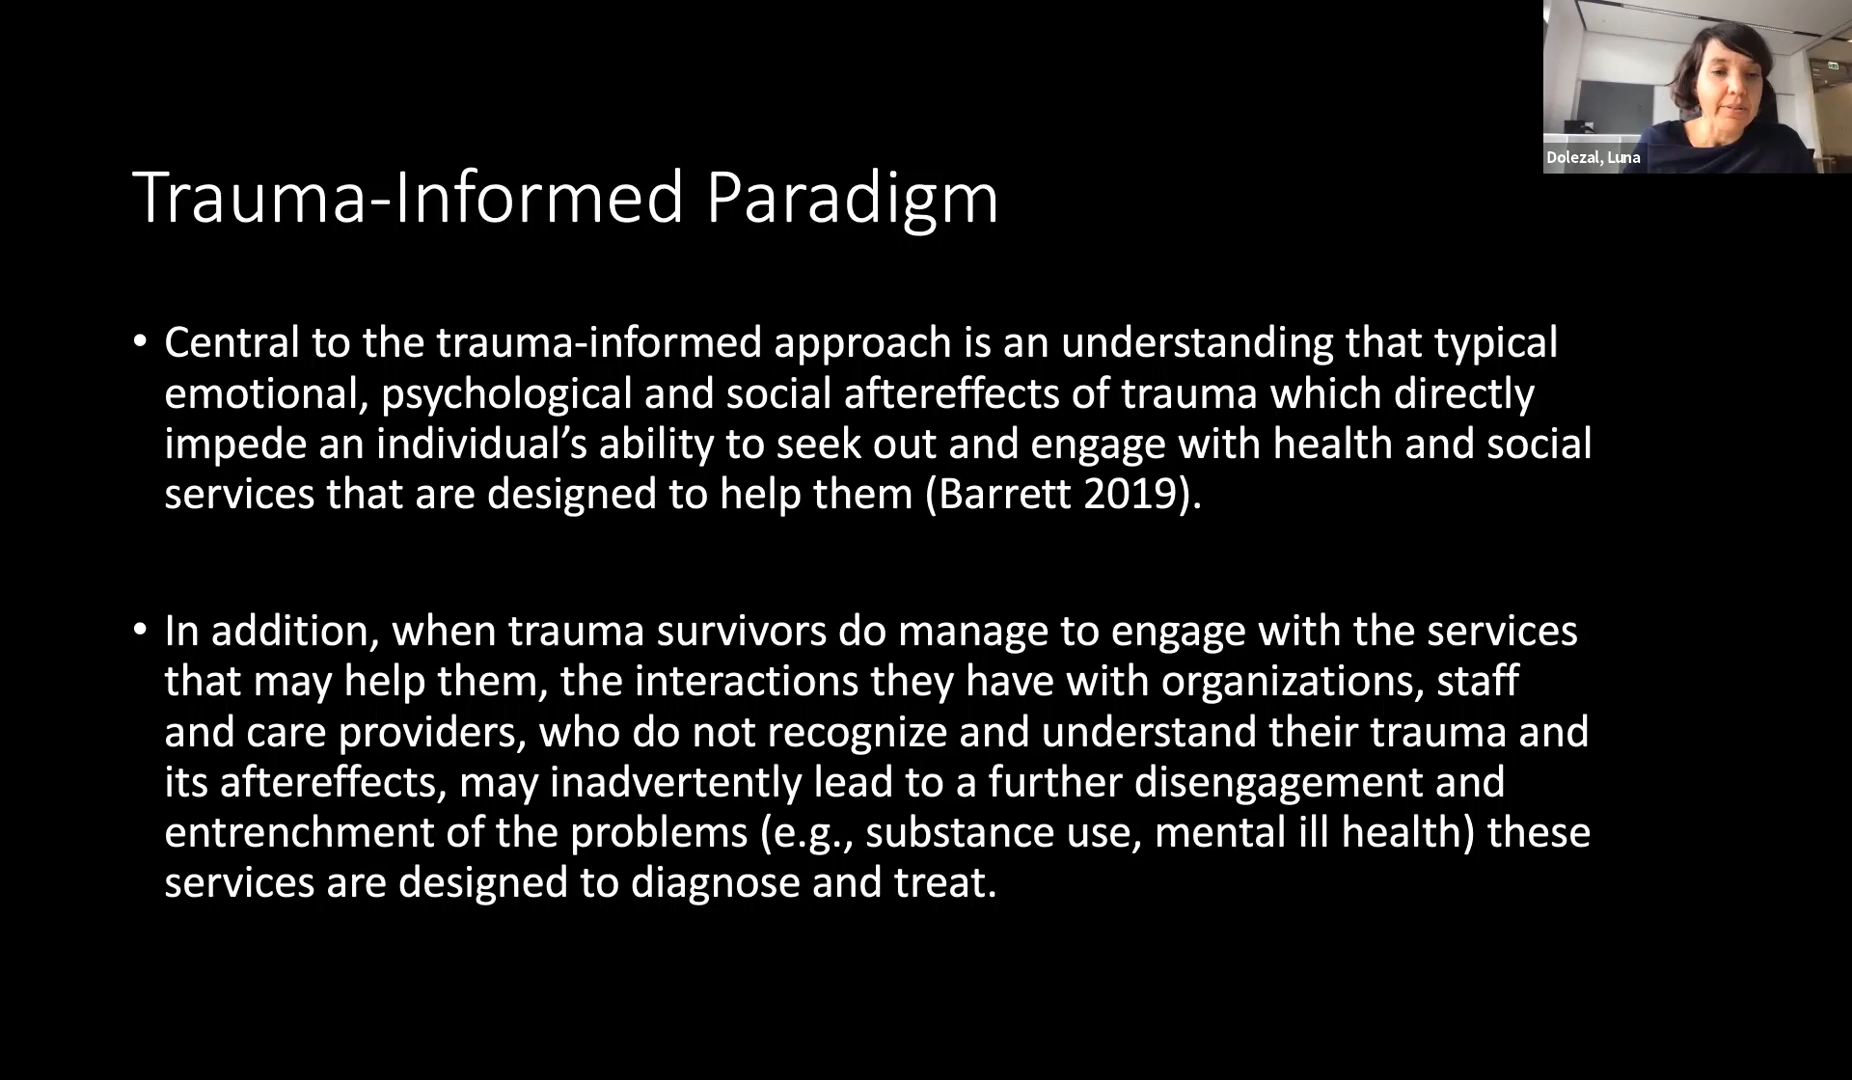 Dolezal, Luna
Trauma-Informed Paradigm
• Central to the trauma-informed approach is an understanding that typical
emotional, psychological and social aftereffects of trauma which directly
impede an individual’s ability to seek out and engage with health and social
services that are designed to help them (Barrett 2019).
• In addition, when trauma survivors do manage to engage with the services
that may help them, the interactions they have with organizations, staff
and care providers, who do not recognize and understand their trauma and
its aftereffects, may inadvertently lead to a further disengagement and
entrenchment of the problems (e.g., substance use, mental ill health) these
services are designed to diagnose and treat.